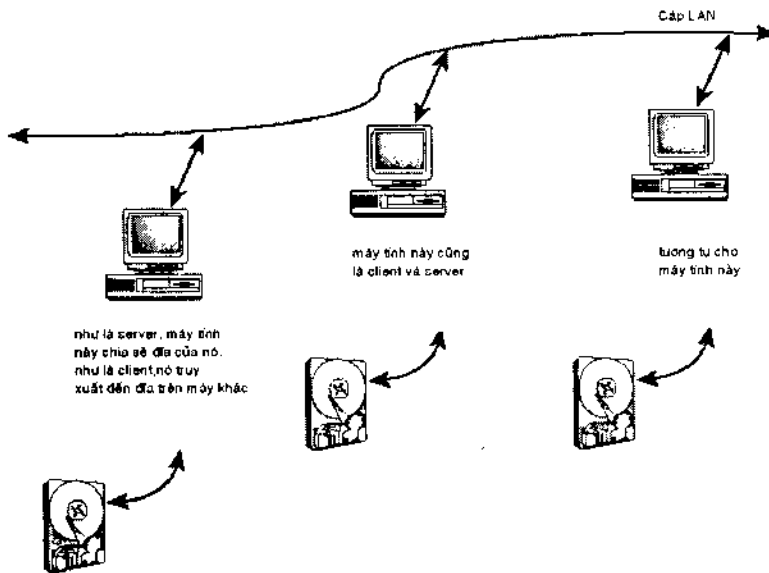 Cáp LAN
máy tính này cũng
là client và server
tương tự cho
máy tính này
như là server, máy tính
này chia sẽ đĩa của nó.
như là client,nó truy
xuất đến đĩa trên máy khác